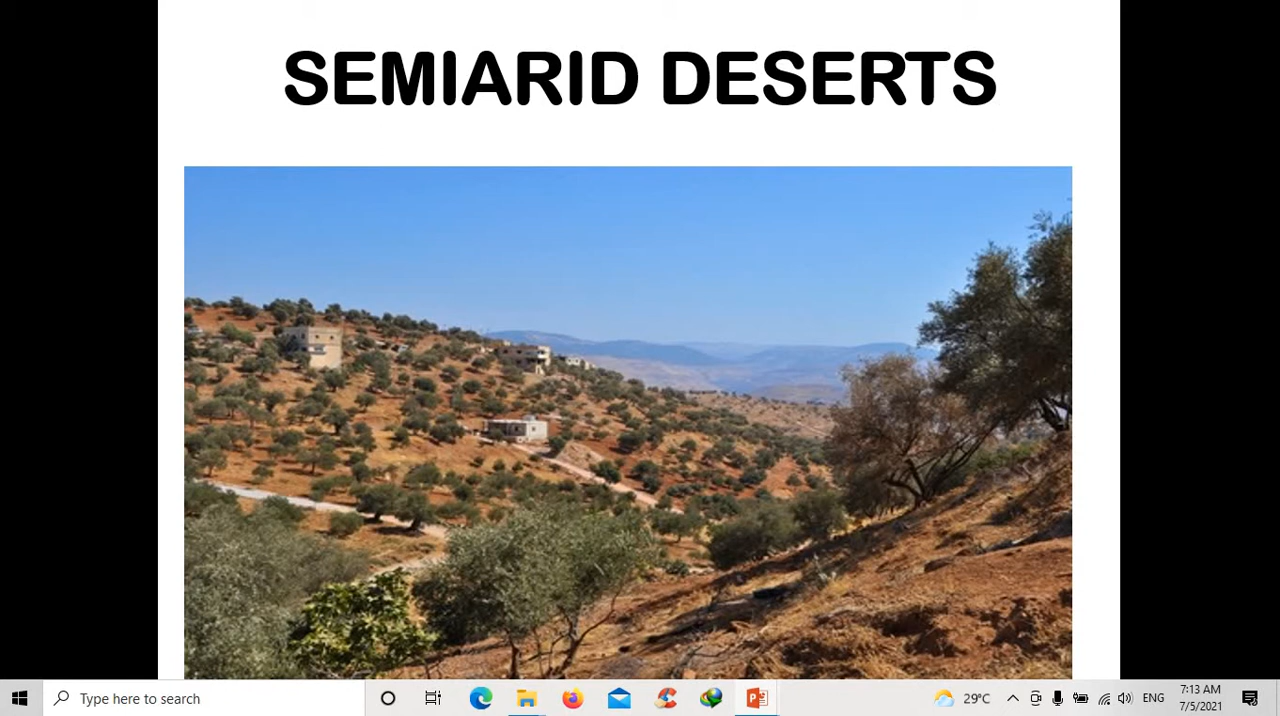 SEMIARID DESERTS
Type here to search
29°C
ENG
7:13 AM
7/5/2021